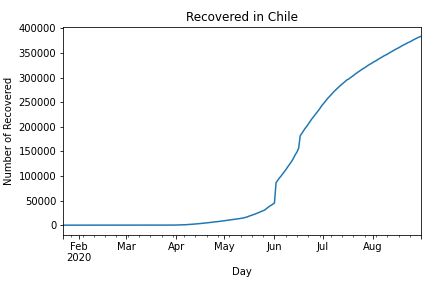 Recovered in Chile
400000
350000
300000
250000
200000
150000
100000
50000
0
Number of Recovered
Feb Mar Apr May Jun Jul Aug
2020
Day